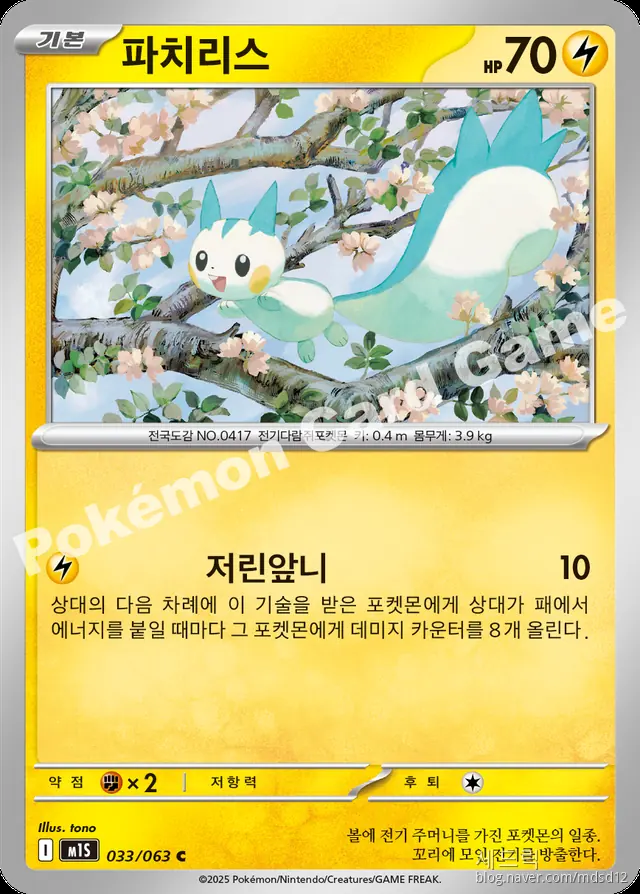 기본 파치리스 HP 70
전국도감 NO.0417 전기다람쥐포켓몬 키: 0.4 m 몸무게: 3.9 kg
Pokémon Card Game
저린앞니 10
상대의 다음 차례에 이 기술을 받은 포켓몬에게 상대가 패에서
에너지를 붙일 때마다 그 포켓몬에게 데미지 카운터를 8개 올린다.
약점 ×2 저항력 후퇴
Illus. tono
I M1S 033/063 C
볼에 전기 주머니를 가진 포켓몬의 일종.
꼬리에 모인 전기를 방출한다.
©2025 Pokémon/Nintendo/Creatures/GAME FREAK.
blog.naver.com/mdsd12